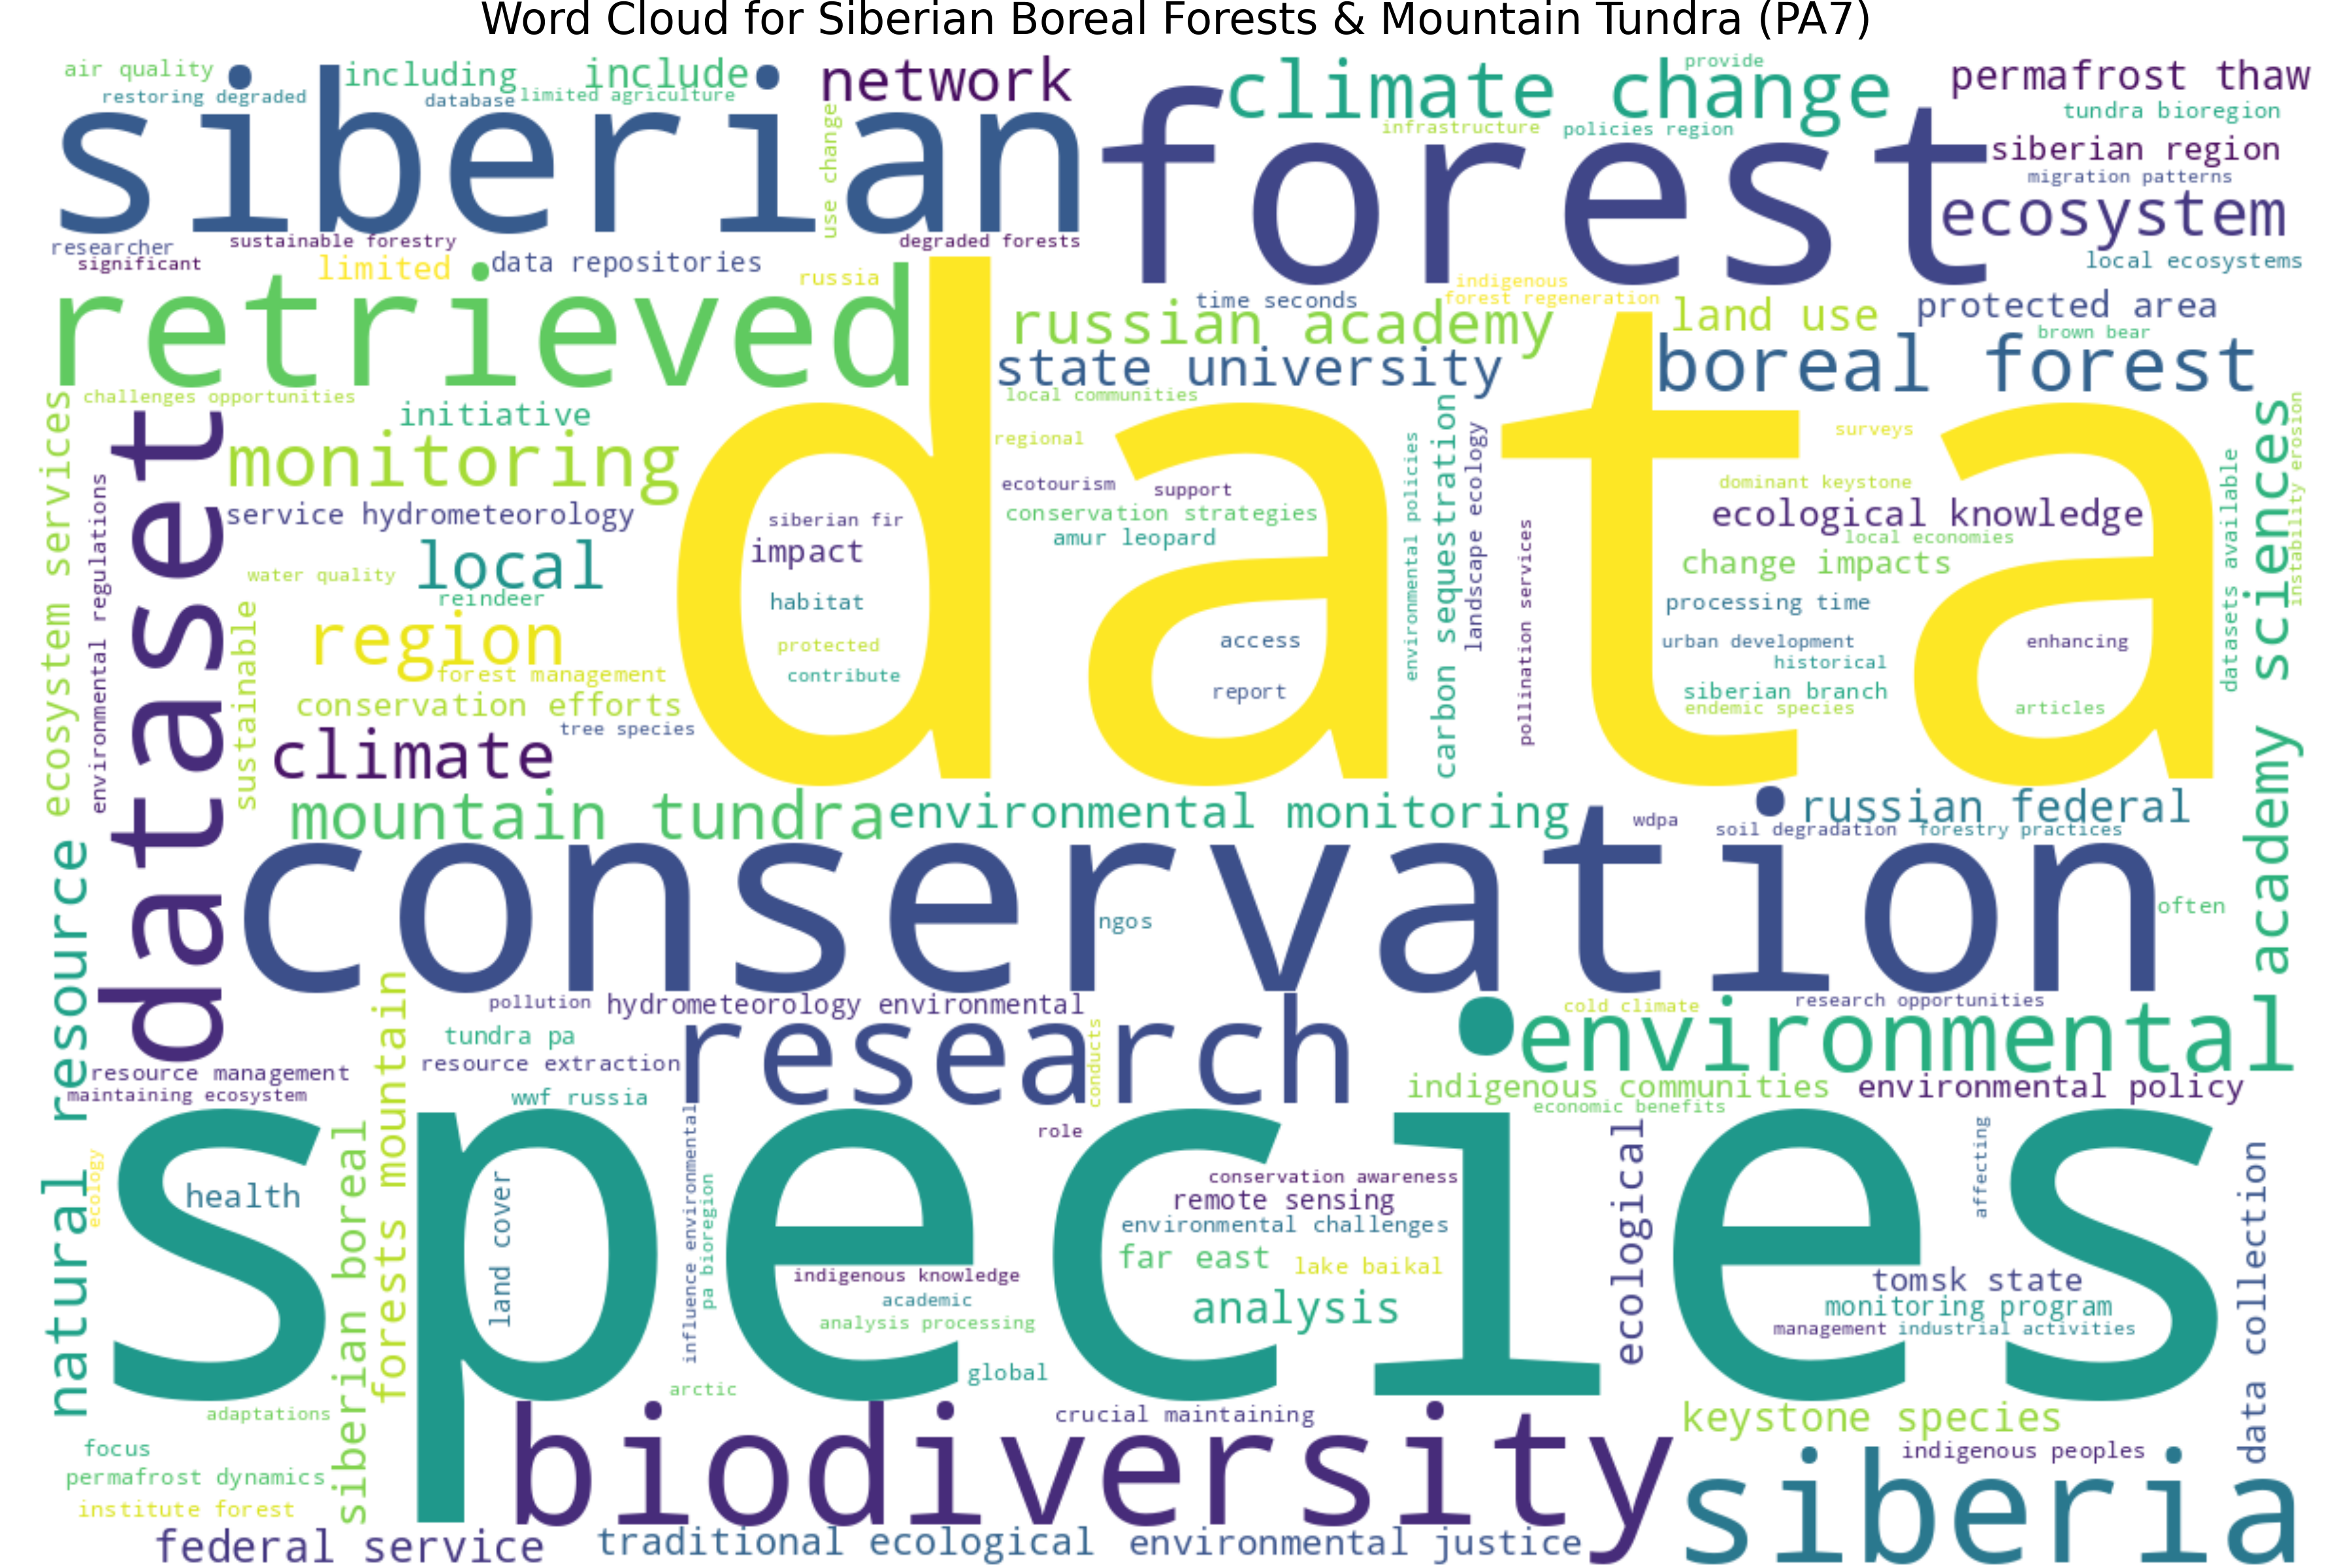 Word Cloud for Siberian Boreal Forests & Mountain Tundra (PA7)
air quality
including
include
network
climate change
provide
permafrost thaw
restoring degraded
database
limited agriculture
siberian
forest
use change
infrastructure
policies region
tundra bioregion
siberian region
migration patterns
ecosystem
local ecosystems
researcher
sustainable forestry
degraded forests
significant
limited
data repositories
russia
retrieved
data
time seconds
indigenous
forest regeneration
russian academy
land use
protected area
brown bear
state university
boreal forest
challenges opportunities
local communities
initiative
monitoring
regional
surveys
service hydrometeorology
ecosystem services
environmental regulations
dataset
sustainable
local
water quality
reindeer
region
forest management
conservation efforts
tree species
climate
siberian fir
impact
habitat
protected
contribute
ecotourism
support
conservation strategies
amur leopard
access
report
environmental policies
carbon sequestration
landscape ecology
pollination services
dominant keystone
ecological knowledge
local economies
change impacts
processing time
urban development
enhancing
historical
siberian branch
endemic species
articles
datasets available
academy sciences
instability erosion
mountain tundra
environmental monitoring
wdpa
russian federal
soil degradation
forestry practices
conservation
ngos
often
natural resource
pollution
hydrometeorology environmental
cold climate
research opportunities
tundra pa
research
conducts
environmental
resource extraction
resource management
maintaining ecosystem
wwf russia
indigenous communities
environmental policy
economic benefits
role
species
ecology
health
siberian boreal
forests mountain
land cover
influence environmental
pa bioregion
indigenous knowledge
academic
analysis processing
global
arctic
conservation awareness
remote sensing
environmental challenges
far east
lake baikal
analysis
ecological
affecting
tomsk state
monitoring program
management
industrial activities
data collection
adaptations
focus
permafrost dynamics
institute forest
biodiversity
crucial maintaining
keystone species
indigenous peoples
siberia
federal service
traditional ecological
environmental justice